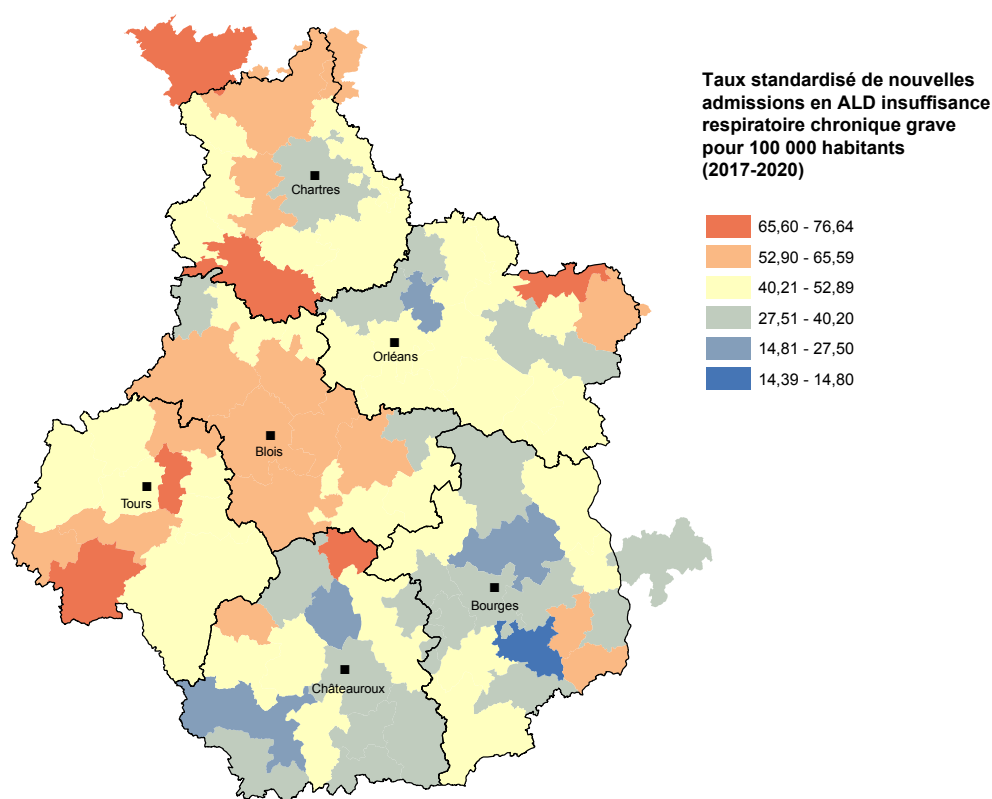 Taux standardisé de nouvelles
admissions en ALD insuffisance
respiratoire chronique grave
pour 100 000 habitants
(2017-2020)
65,60 - 76,64
52,90 - 65,59
40,21 - 52,89
27,51 - 40,20
14,81 - 27,50
14,39 - 14,80
Chartres
Orléans
Blois
Tours
Bourges
Châteauroux